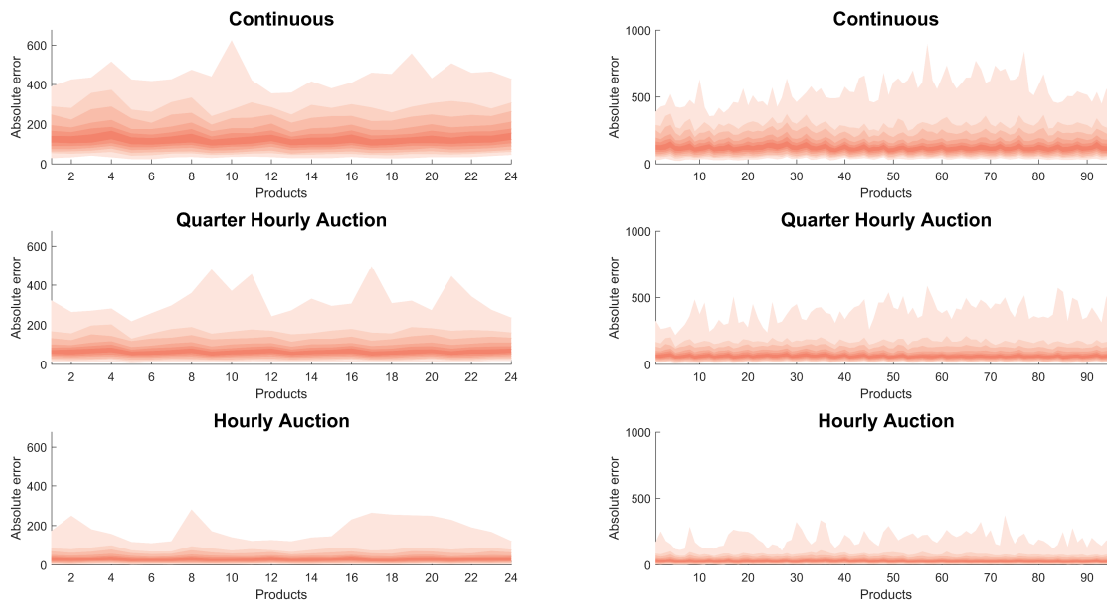 Continuous
Absolute error
600
400
200
0
2 4 6 8 10 12 14 16 18 20 22 24
Products
Continuous
Absolute error
1000
500
0
10 20 30 40 50 60 70 80 90
Products
Quarter Hourly Auction
Absolute error
600
400
200
0
2 4 6 8 10 12 14 16 18 20 22 24
Products
Quarter Hourly Auction
Absolute error
1000
500
0
10 20 30 40 50 60 70 80 90
Products
Hourly Auction
Absolute error
600
400
200
0
2 4 6 8 10 12 14 16 18 20 22 24
Products
Hourly Auction
Absolute error
1000
500
0
10 20 30 40 50 60 70 80 90
Products